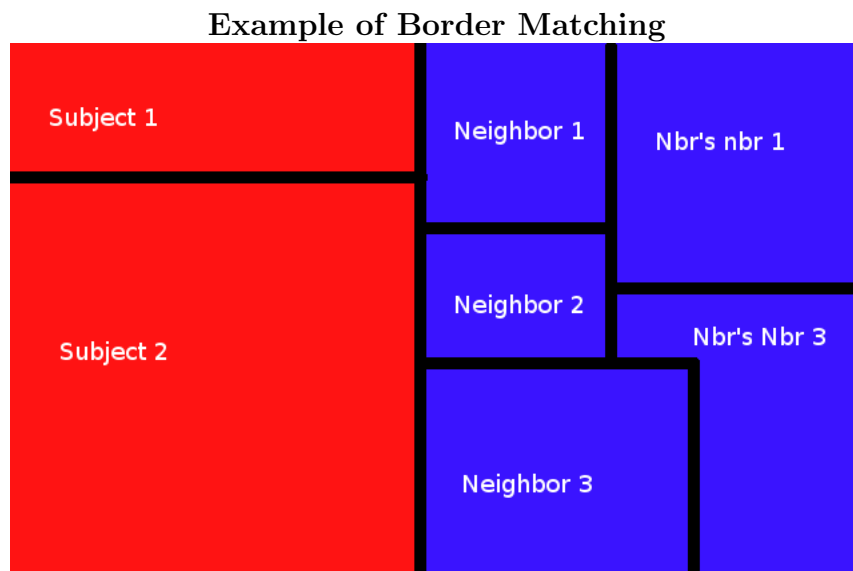 Example of Border Matching
Subject 1
Neighbor 1
Nbr's nbr 1
Subject 2
Neighbor 2
Nbr's Nbr 3
Neighbor 3